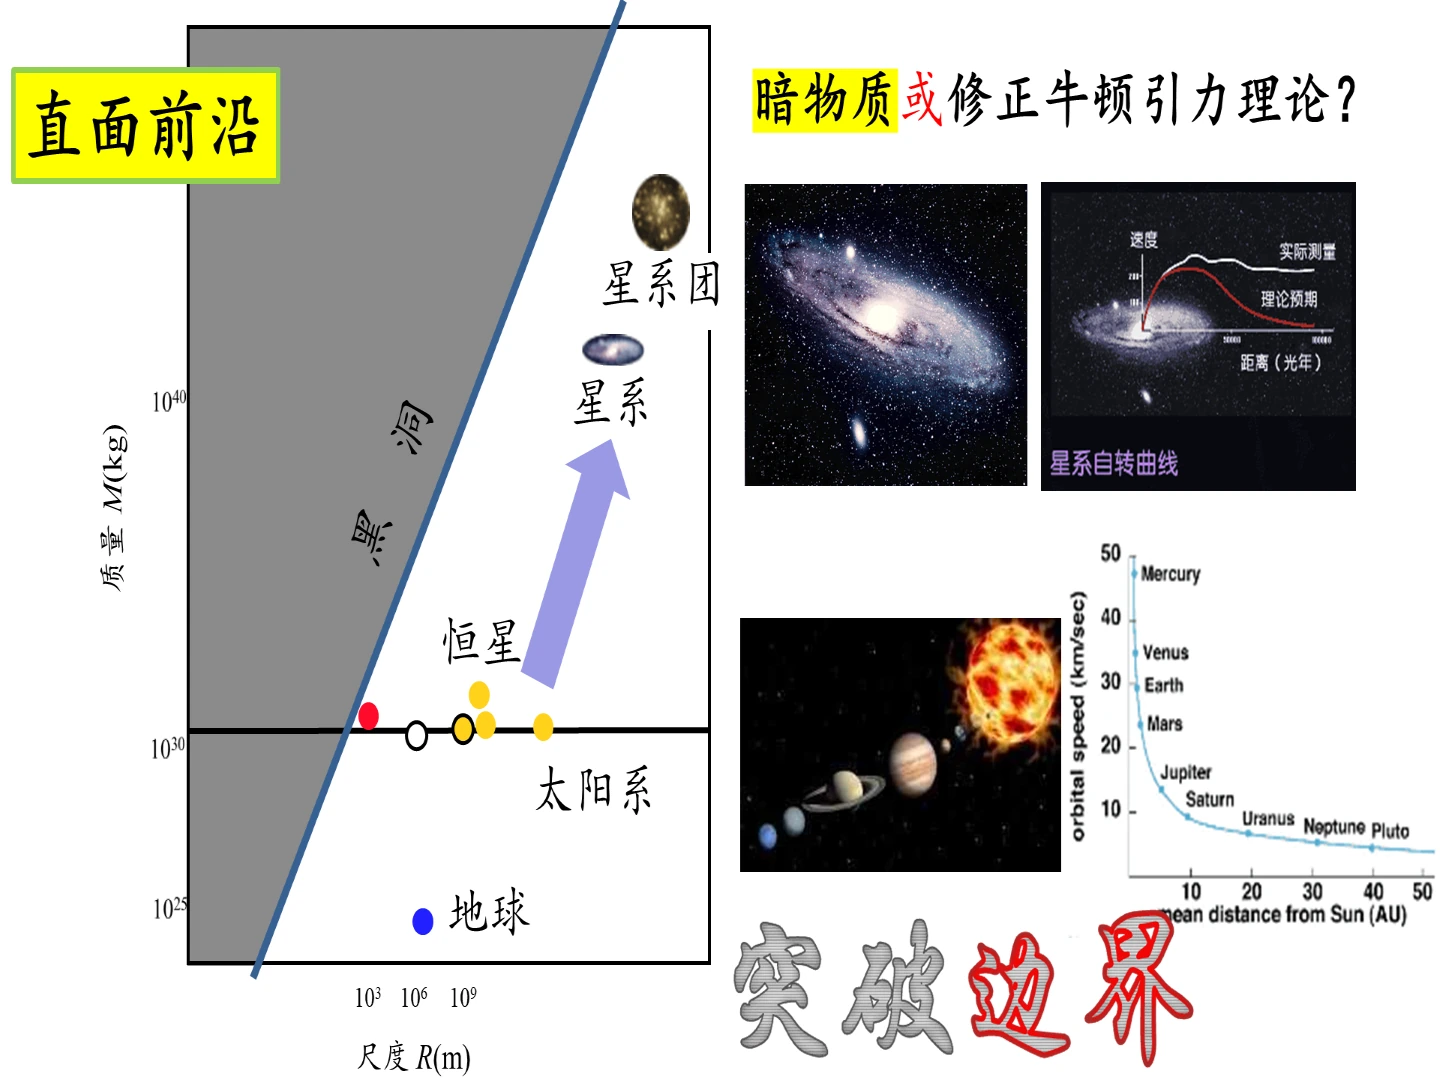 直面前沿
暗物质或修正牛顿引力理论？
星系团
星系
10⁴⁰
质量 M(kg)
黑洞
恒星
10³⁰
太阳系
10²⁵
地球
10³ 10⁶ 10⁹
尺度 R(m)
速度
实际测量
200
理论预期
100
50000 100000
距离（光年）
星系自转曲线
50
Mercury
40
Venus
30
Earth
Mars
20
Jupiter
Saturn
10
Uranus
Neptune
Pluto
orbital speed (km/sec)
10 20 30 40 50
mean distance from Sun (AU)
突破边界